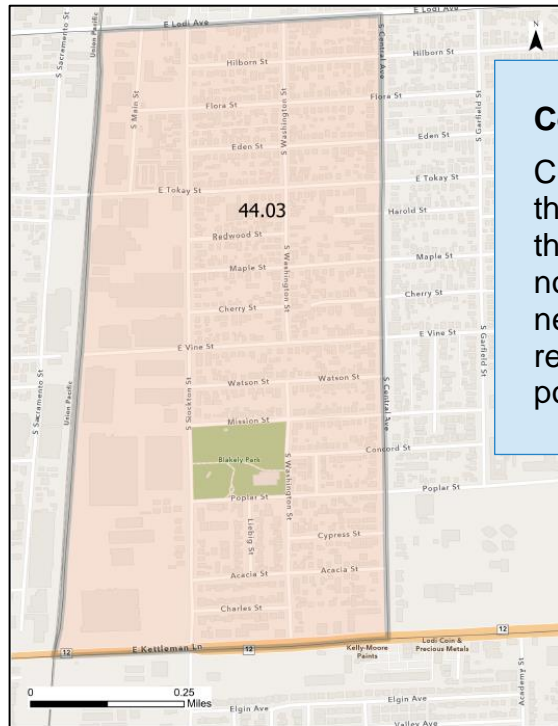 E Lodi Ave
E Lodi Ave
S Sacramento St
Union Pacific
S Central Ave
N
Hilborn St
Hilborn St
S Main St
S Washington St
Flora St
Flora St
S Garfield St
Eden St
Eden St
E Tokay St
E Tokay St
44.03
Harold St
Redwood St
S Washington St
Maple St
Maple St
Cherry St
Cherry St
E Vine St
E Vine St
S Garfield St
S Sacramento St
Union Pacific
S Stockton St
Watson St
Watson St
S Central Ave
Mission St
Blakely Park
S Washington St
Concord St
Poplar St
Poplar St
Liebig St
Cypress St
Acacia St
Acacia St
Charles St
12
E Kettleman Ln
12
12
Kelly-Moore
Paints
Lodi Coin &
Precious Metals
Academy St
0
0.25
Miles
Elgin Ave
Elgin Ave
Valley Ave